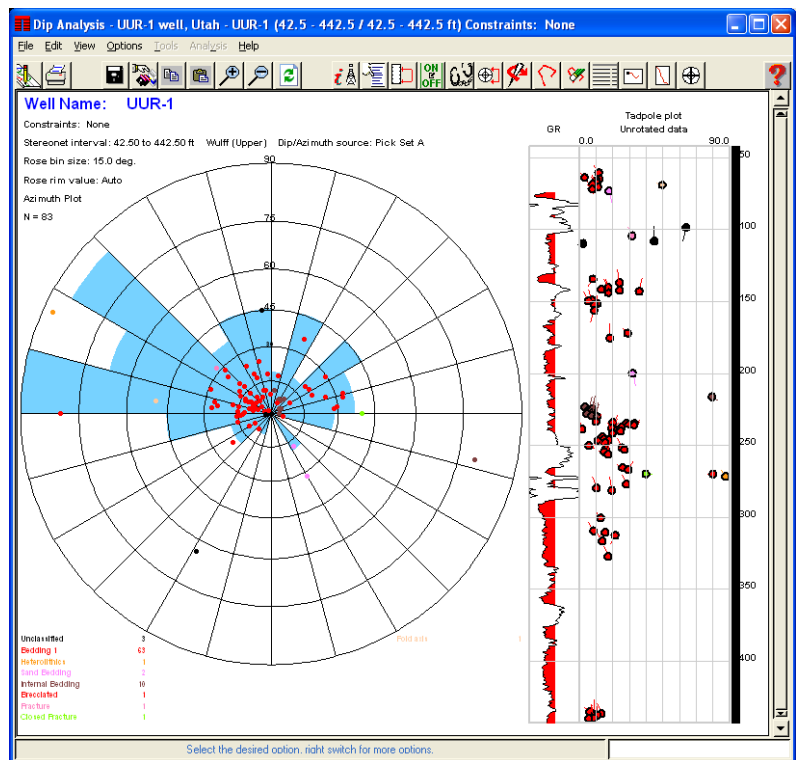 Dip Analysis - UUR-1 well, Utah - UUR-1 (42.5 - 442.5 / 42.5 - 442.5 ft) Constraints: None
File Edit View Options Tools Analysis Help
ON
OFF
Well Name: UUR-1
Constraints: None
Stereonet interval: 42.50 to 442.50 ft Wulff (Upper) Dip/Azimuth source: Pick Set A
Rose bin size: 15.0 deg.
Rose rim value: Auto
Azimuth Plot
N = 83
90
75
60
45
Tadpole plot
GR Unrotated data
0.0 90.0
50
100
150
200
250
300
350
400
Unclassified 3
Bedding 1 63
Heterolithics 1
Sand Bedding 2
Internal Bedding 10
Brecciated 1
Fracture 1
Closed Fracture 1
Fold axis 1
Select the desired option, right switch for more options.